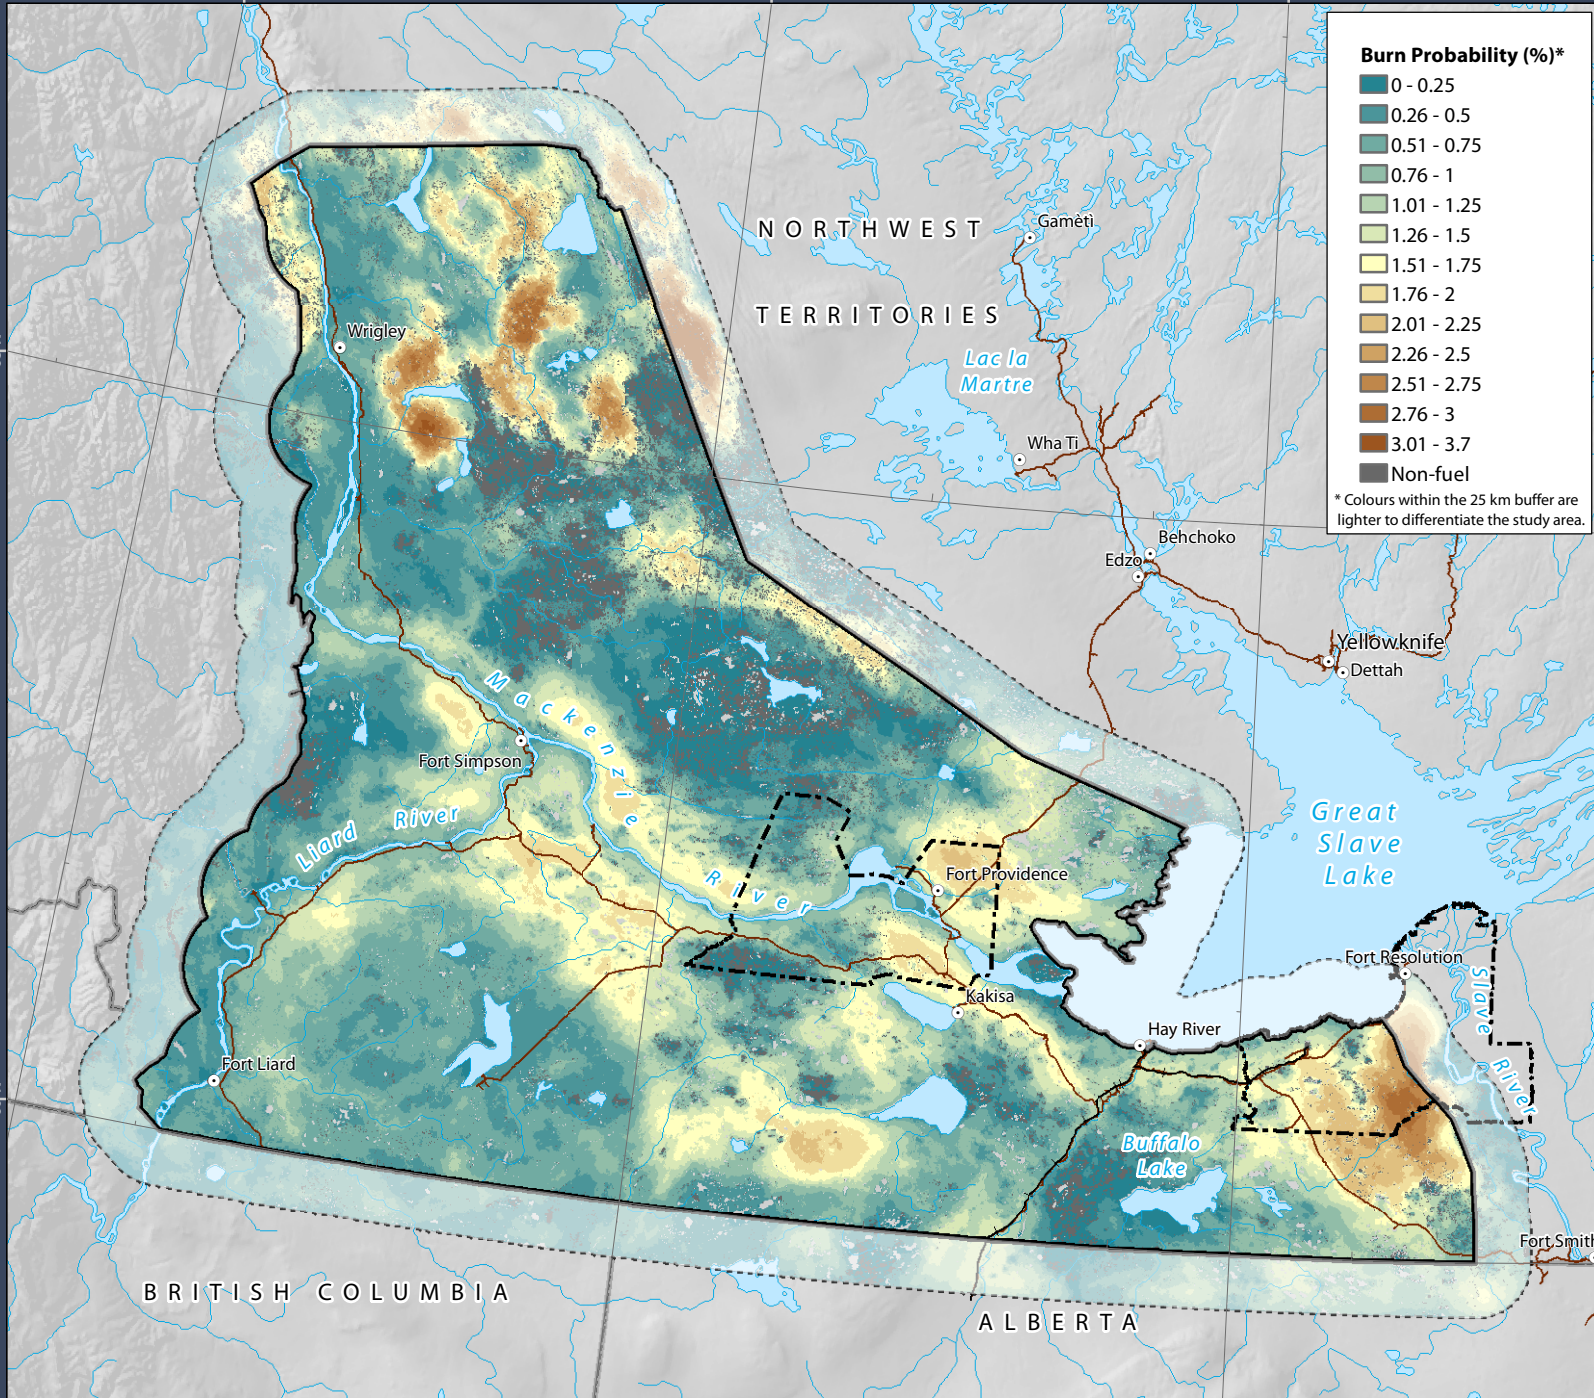 Burn Probability (%)*
0 - 0.25
0.26 - 0.5
0.51 - 0.75
0.76 - 1
1.01 - 1.25
1.26 - 1.5
1.51 - 1.75
1.76 - 2
2.01 - 2.25
2.26 - 2.5
2.51 - 2.75
2.76 - 3
3.01 - 3.7
Non-fuel
* Colours within the 25 km buffer are
lighter to differentiate the study area.
NORTHWEST
TERRITORIES
Gamètì
Wrigley
Lac la
Martre
Wha Ti
Behchoko
Edzo
Yellowknife
Dettah
Mackenzie
River
Fort Simpson
Liard River
Great
Slave
Lake
Fort Providence
Fort Resolution
Slave
River
Kakisa
Hay River
Fort Liard
Buffalo
Lake
Fort Smith
BRITISH COLUMBIA
ALBERTA